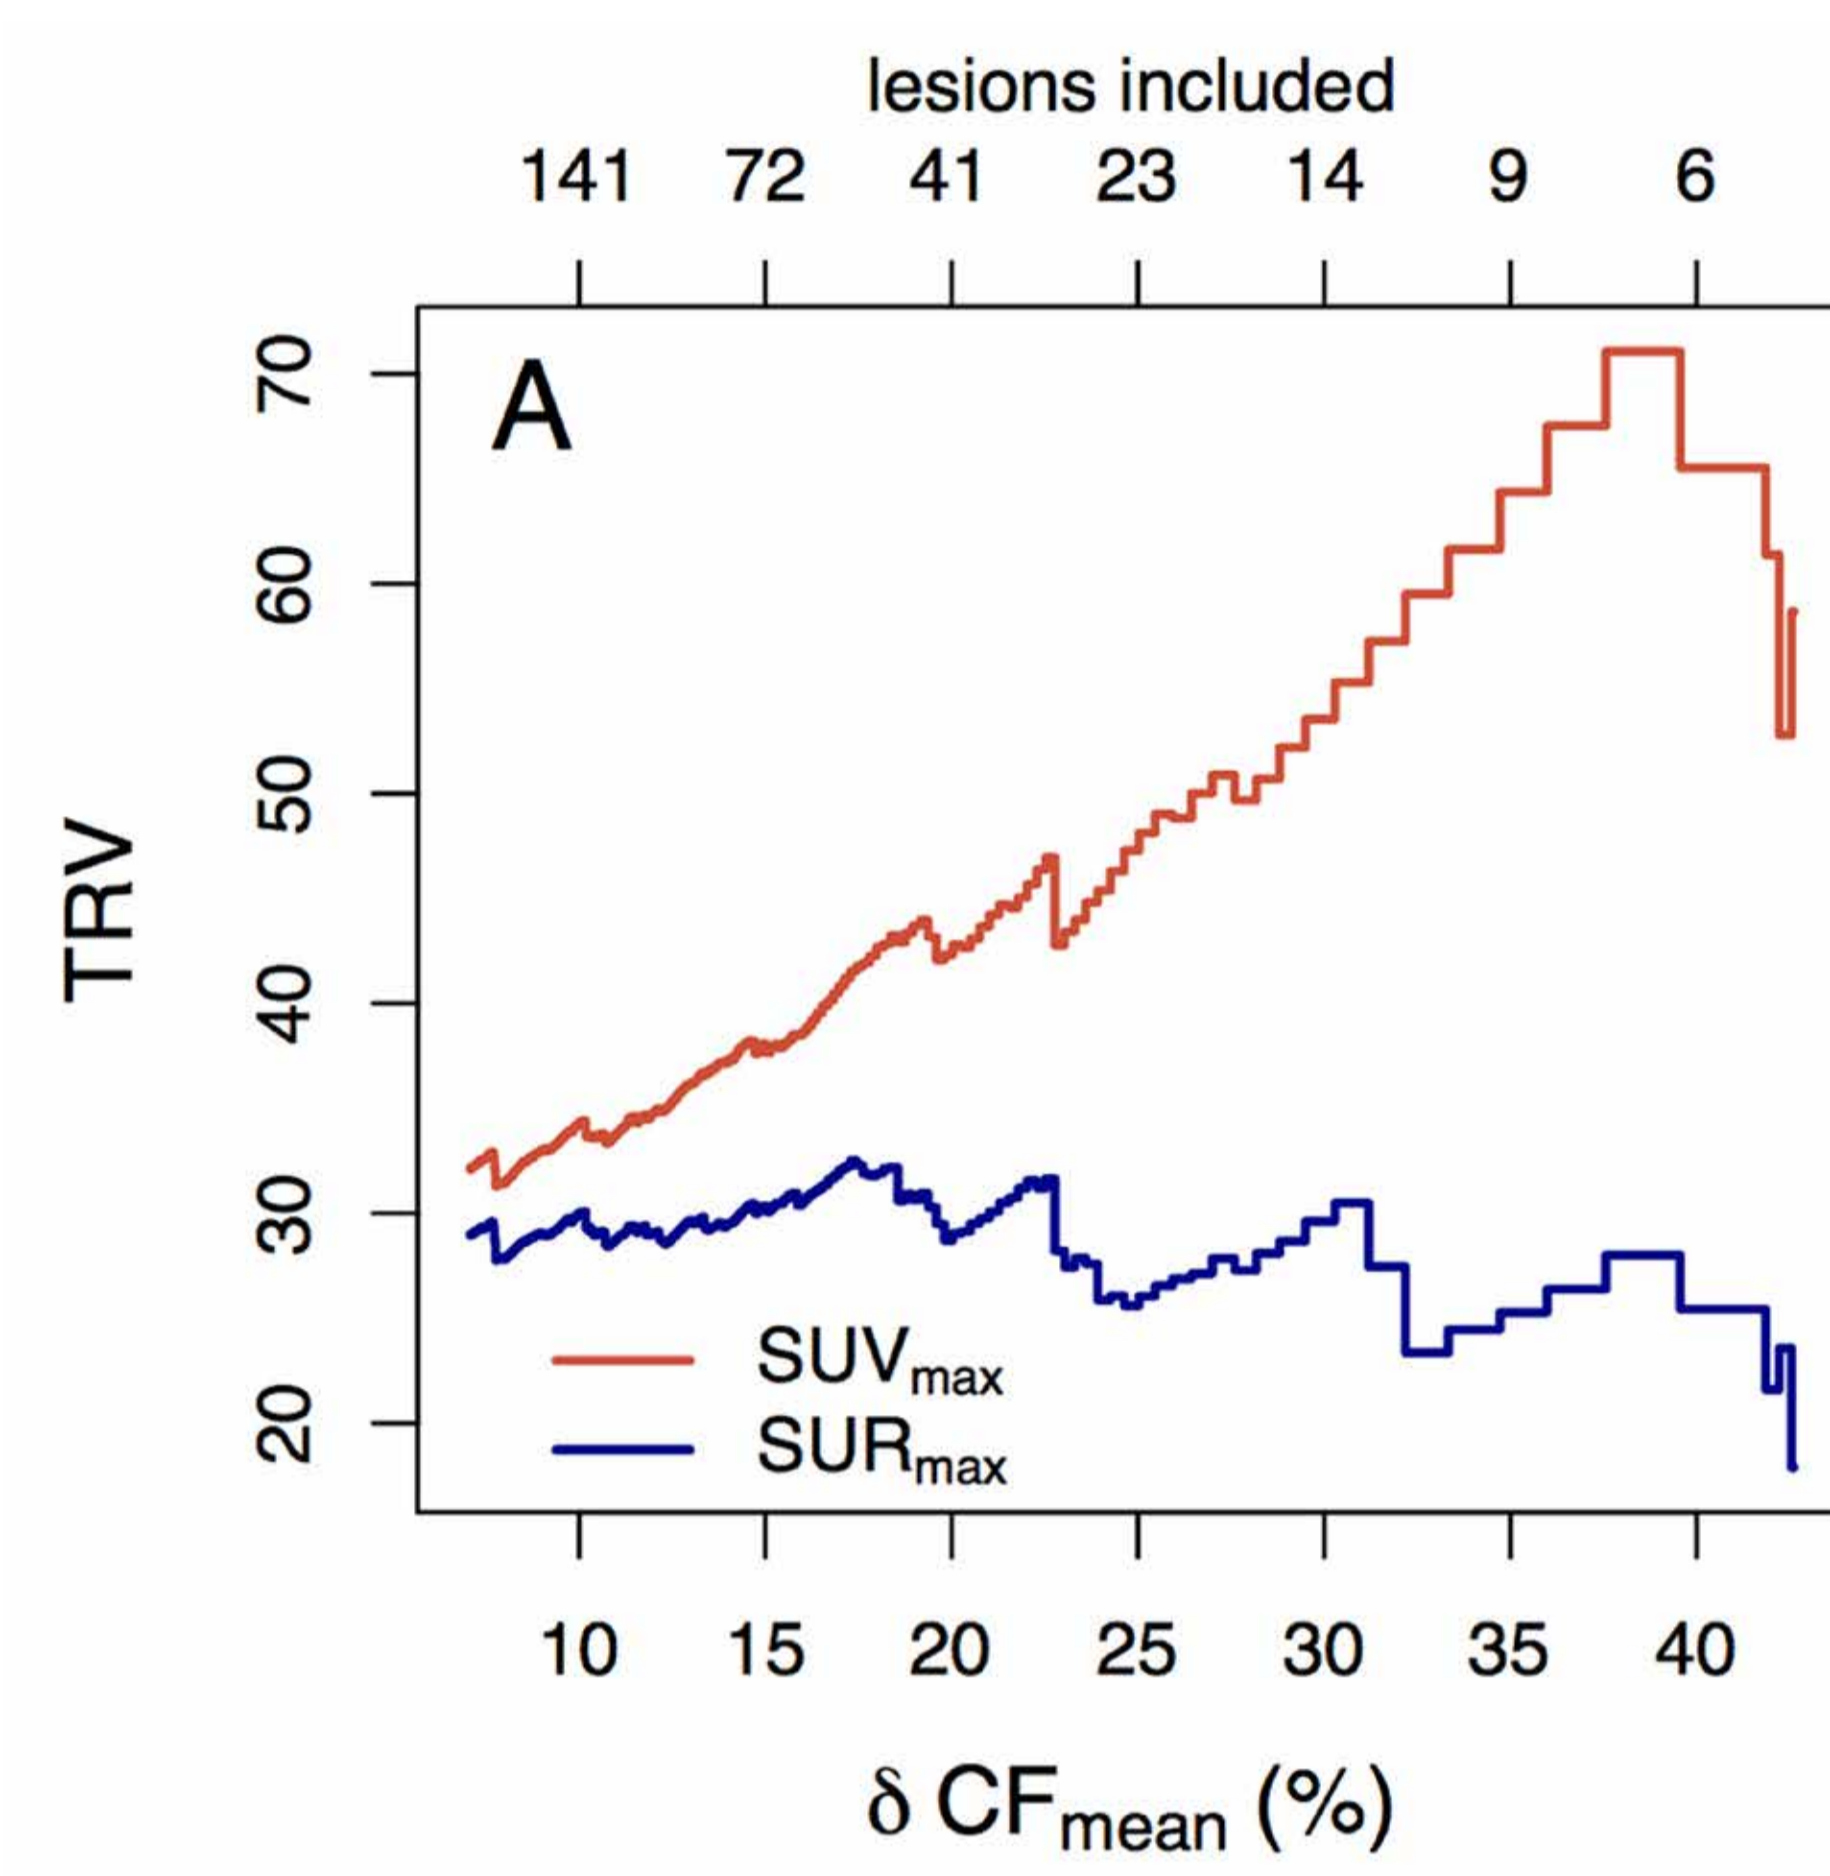 lesions included
141 72 41 23 14 9 6
A
70
60
50
40
30
20
TRV
SUVmax
SURmax
10 15 20 25 30 35 40
δ CFmean (%)